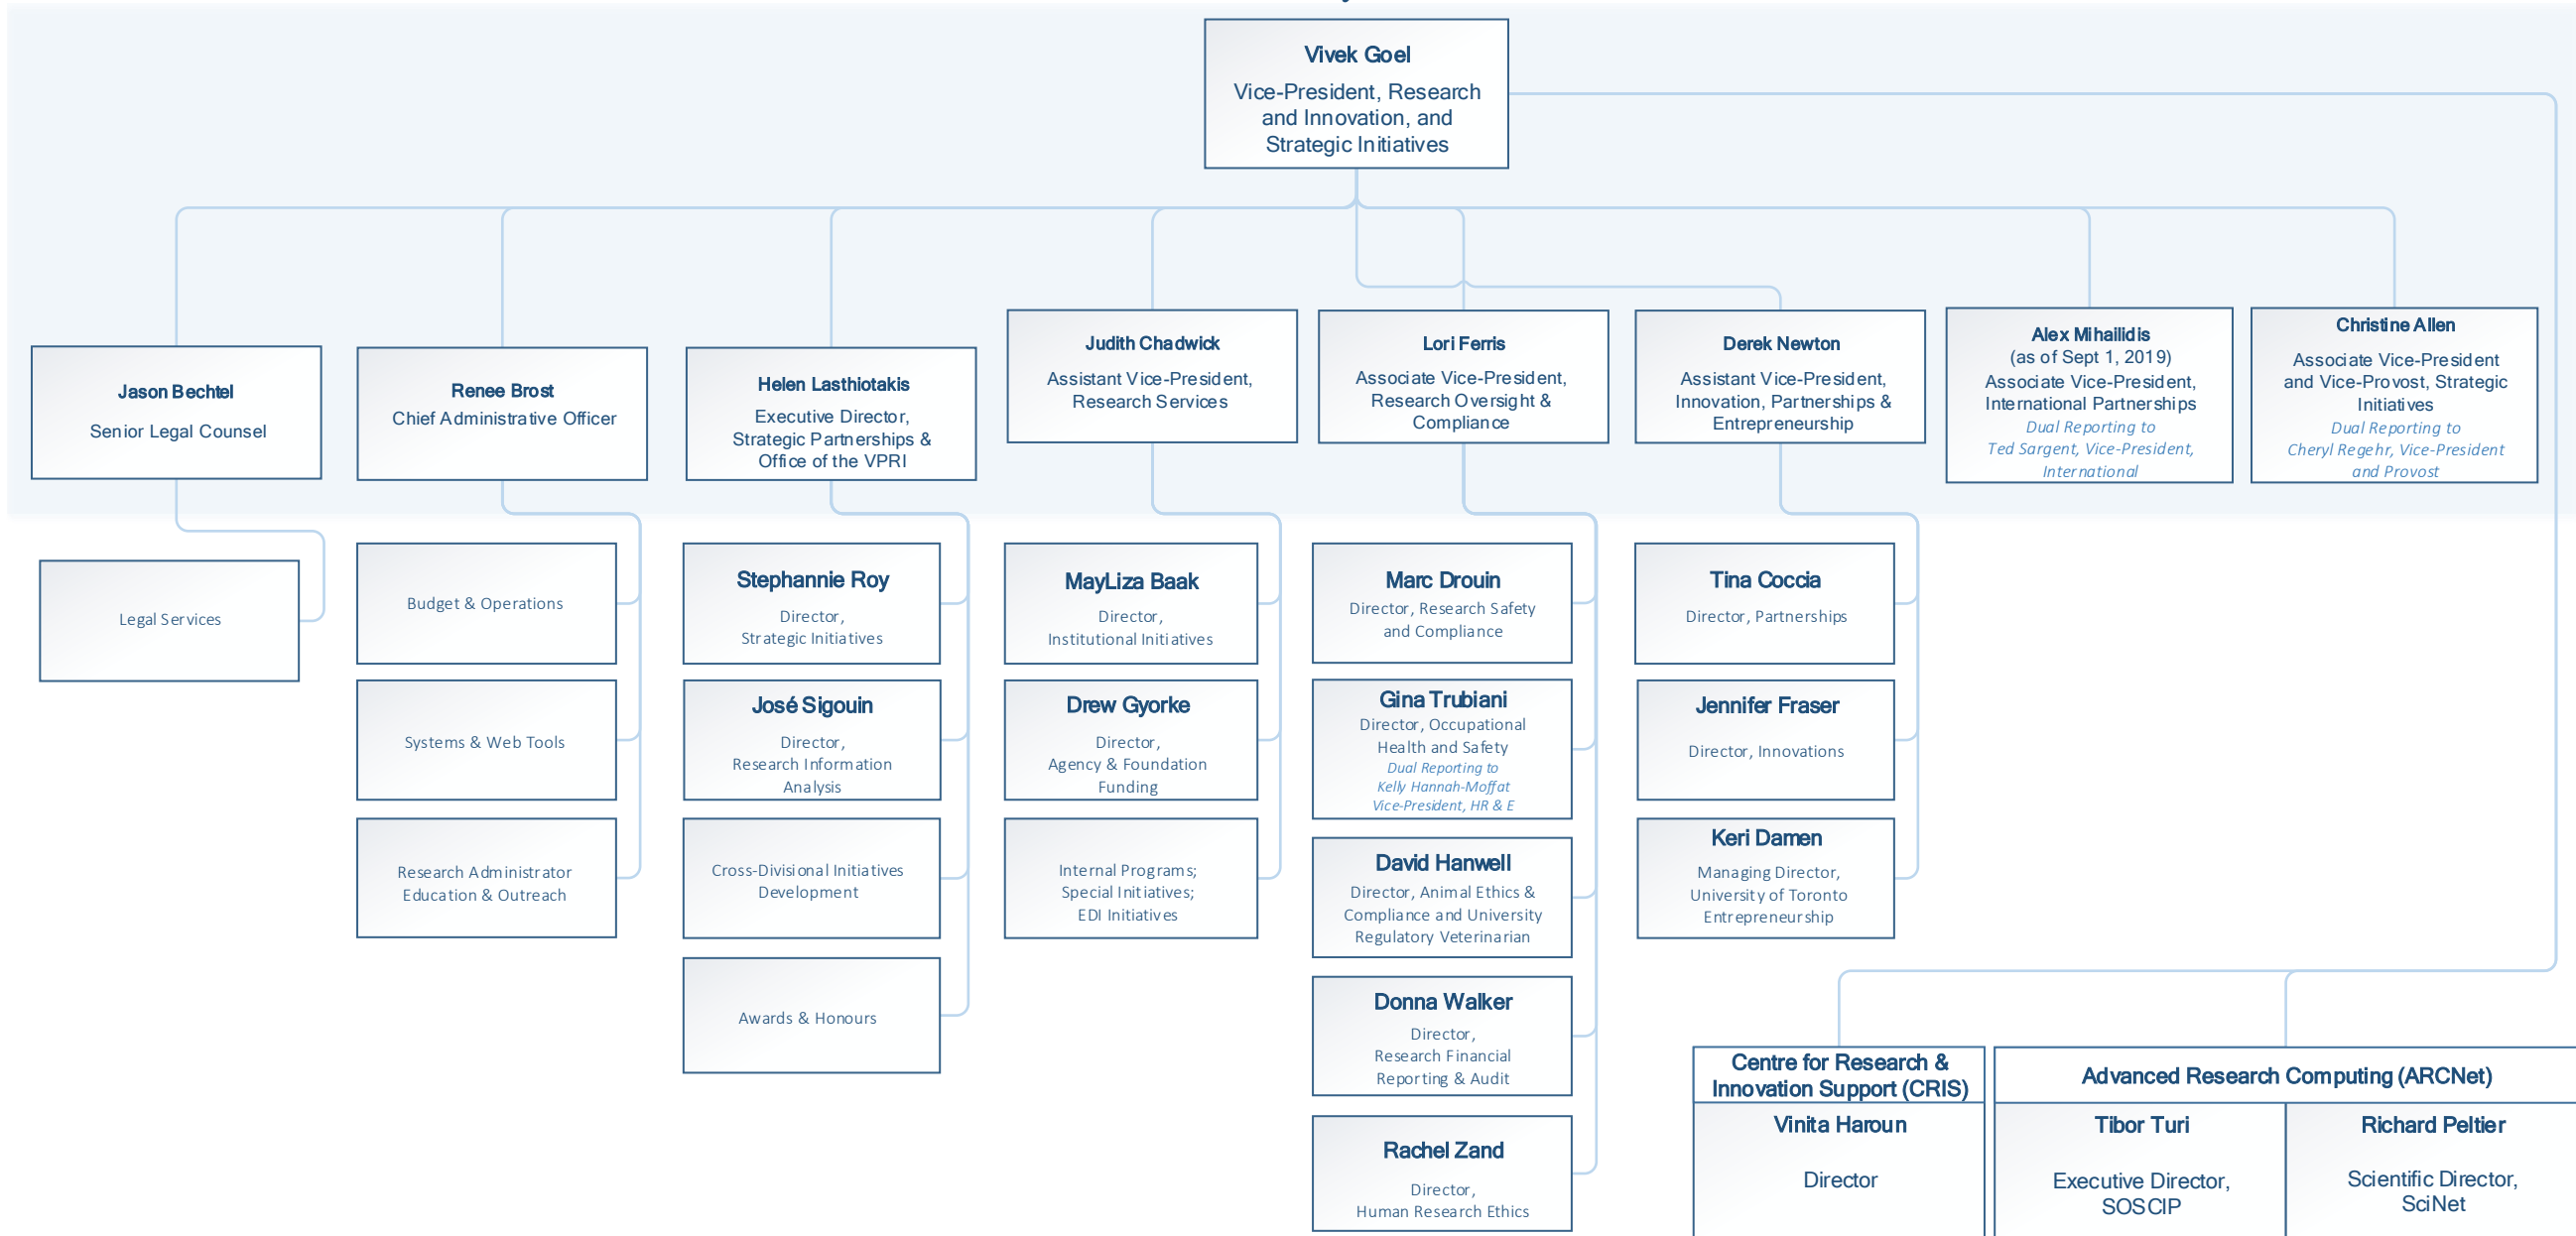 Vivek Goel
Vice-President, Research
and Innovation, and
Strategic Initiatives
Jason Bechtel
Senior Legal Counsel
Renee Brost
Chief Administrative Officer
Helen Lasthiotakis
Executive Director,
Strategic Partnerships &
Office of the VPRI
Judith Chadwick
Assistant Vice-President,
Research Services
Lori Ferris
Associate Vice-President,
Research Oversight &
Compliance
Derek Newton
Assistant Vice-President,
Innovation, Partnerships &
Entrepreneurship
Alex Mihailidis
(as of Sept 1, 2019)
Associate Vice-President,
International Partnerships
Dual Reporting to
Ted Sargent, Vice-President,
International
Christine Allen
Associate Vice-President
and Vice-Provost, Strategic
Initiatives
Dual Reporting to
Cheryl Regehr, Vice-President
and Provost
Legal Services
Budget & Operations
Systems & Web Tools
Research Administrator
Education & Outreach
Stephannie Roy
Director,
Strategic Initiatives
José Sigouin
Director,
Research Information
Analysis
Cross-Divisional Initiatives
Development
Awards & Honours
MayLiza Baak
Director,
Institutional Initiatives
Drew Gyorke
Director,
Agency & Foundation
Funding
Internal Programs;
Special Initiatives;
EDI Initiatives
Marc Drouin
Director, Research Safety
and Compliance
Gina Trubiani
Director, Occupational
Health and Safety
Dual Reporting to
Kelly Hannah-Moffat
Vice-President, HR & E
David Hanwell
Director, Animal Ethics &
Compliance and University
Regulatory Veterinarian
Donna Walker
Director,
Research Financial
Reporting & Audit
Rachel Zand
Director,
Human Research Ethics
Tina Coccia
Director, Partnerships
Jennifer Fraser
Director, Innovations
Keri Damen
Managing Director,
University of Toronto
Entrepreneurship
Centre for Research &
Innovation Support (CRIS)
Vinita Haroun
Director
Advanced Research Computing (ARCNet)
Tibor Turi
Executive Director,
SOSCIP
Richard Peltier
Scientific Director,
SciNet